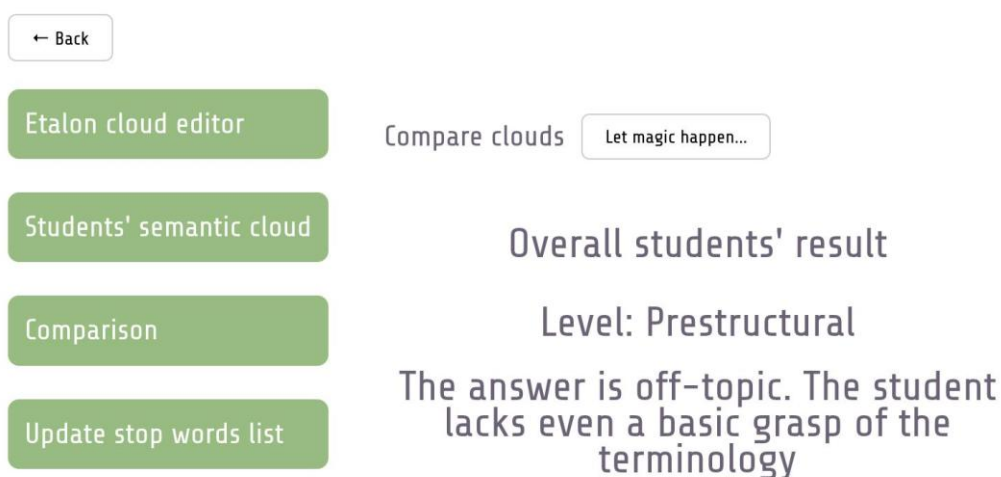 ← Back
Etalon cloud editor
Students' semantic cloud
Comparison
Update stop words list
Compare clouds
Let magic happen...
Overall students' result
Level: Prestructural
The answer is off-topic. The student
lacks even a basic grasp of the
terminology